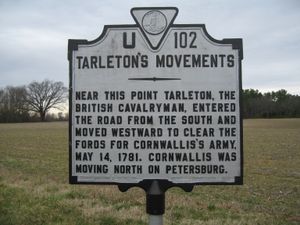 U 102
TARLETON'S MOVEMENTS
NEAR THIS POINT TARLETON, THE
BRITISH CAVALRYMAN, ENTERED
THE ROAD FROM THE SOUTH AND
MOVED WESTWARD TO CLEAR THE
FORDS FOR CORNWALLIS'S ARMY,
MAY 14, 1781. CORNWALLIS WAS
MOVING NORTH ON PETERSBURG.